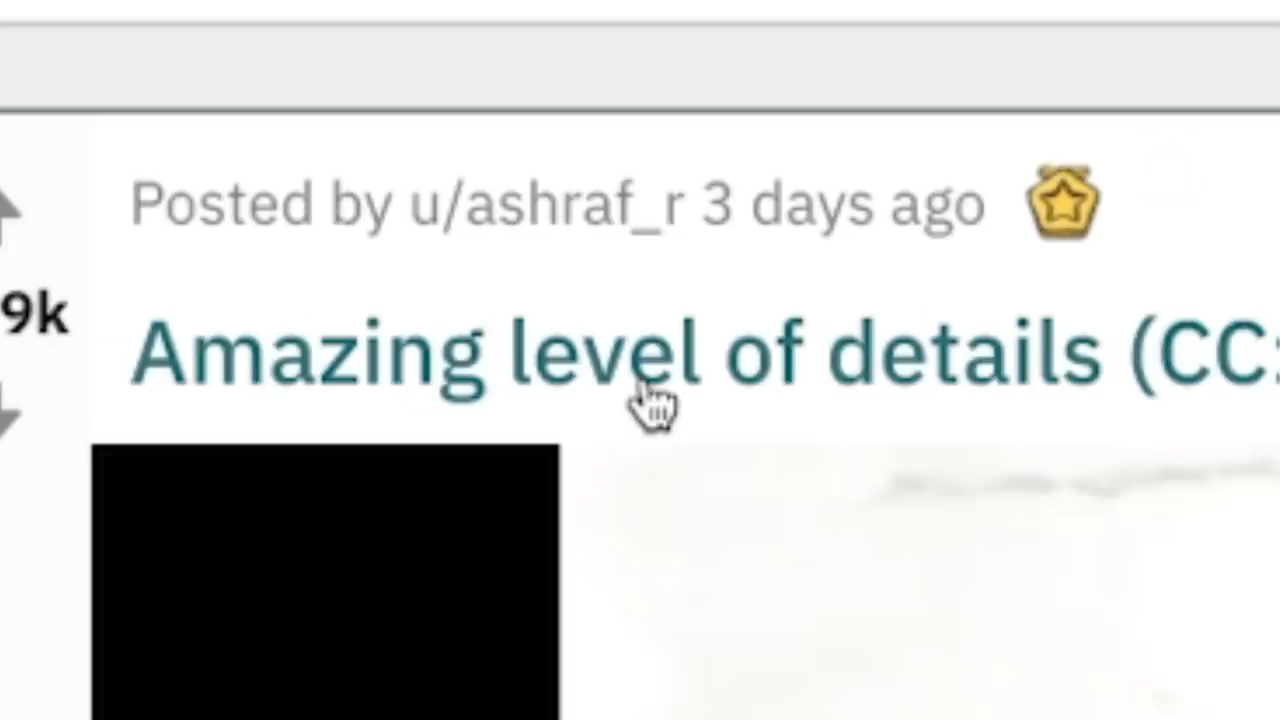 Posted by u/ashraf_r 3 days ago
9k
Amazing level of details (CC: